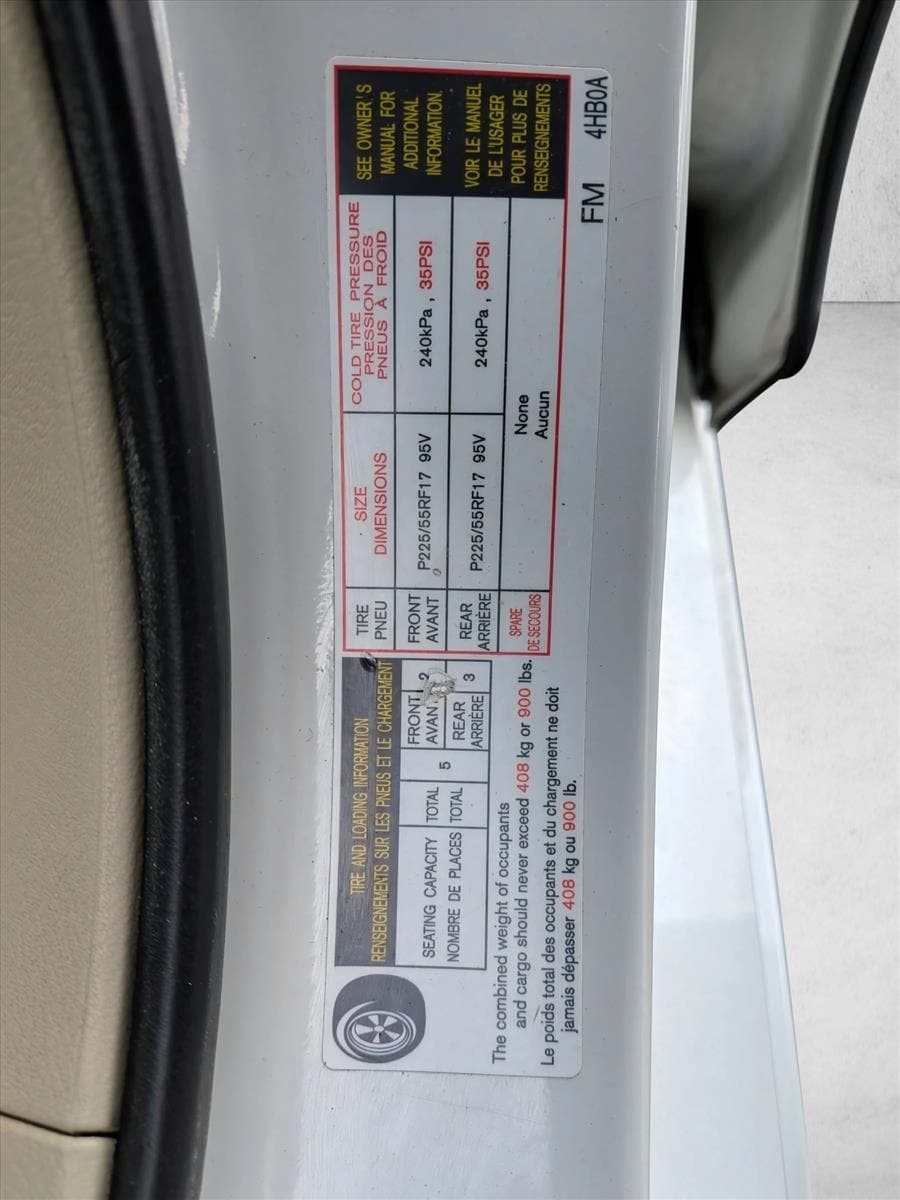 TIRE AND LOADING INFORMATION
RENSEIGNEMENTS SUR LES PNEUS ET LE CHARGEMENT
SEATING CAPACITY
NOMBRE DE PLACES
TOTAL
TOTAL
5
FRONT
AVANT
2
REAR
ARRIÈRE
3
The combined weight of occupants
and cargo should never exceed 408 kg or 900 lbs.
Le poids total des occupants et du chargement ne doit
jamais dépasser 408 kg ou 900 lb.
TIRE
PNEU
SIZE
DIMENSIONS
COLD TIRE PRESSURE
PRESSION DES
PNEUS À FROID
FRONT
AVANT
P225/55RF17 95V
240kPa , 35PSI
REAR
ARRIÈRE
P225/55RF17 95V
240kPa , 35PSI
SPARE
DE SECOURS
None
Aucun
SEE OWNER'S
MANUAL FOR
ADDITIONAL
INFORMATION.
VOIR LE MANUEL
DE L'USAGER
POUR PLUS DE
RENSEIGNEMENTS
FM 4HB0A